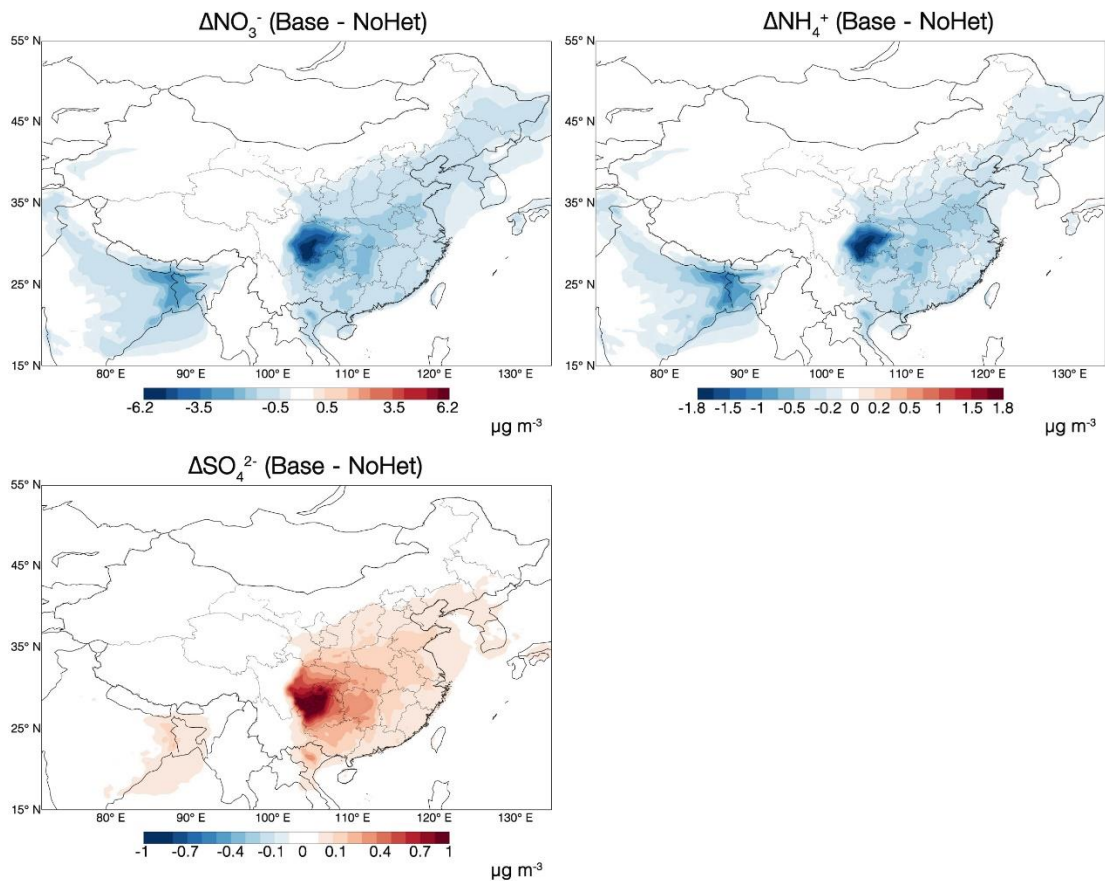 ΔNO₃⁻ (Base - NoHet)
55° N
45° N
35° N
25° N
15° N
80° E 90° E 100° E 110° E 120° E 130° E
-6.2 -3.5 -0.5 0.5 3.5 6.2
µg m⁻³
ΔNH₄⁺ (Base - NoHet)
55° N
45° N
35° N
25° N
15° N
80° E 90° E 100° E 110° E 120° E 130° E
-1.8 -1.5 -1 -0.5 -0.2 0 0.2 0.5 1 1.5 1.8
µg m⁻³
ΔSO₄²⁻ (Base - NoHet)
55° N
45° N
35° N
25° N
15° N
80° E 90° E 100° E 110° E 120° E 130° E
-1 -0.7 -0.4 -0.1 0 0.1 0.4 0.7 1
µg m⁻³